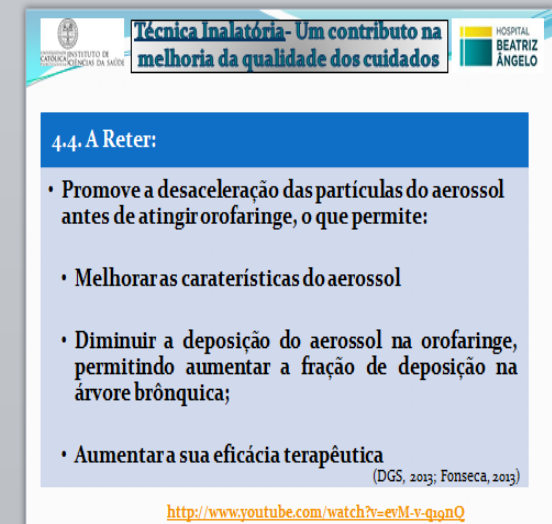 Técnica Inalatória- Um contributo na
melhoria da qualidade dos cuidados
CATÓLICA INSTITUTO DE
CIÊNCIAS DA SAÚDE
HOSPITAL
BEATRIZ
ÂNGELO
4.4. A Reter:
• Promove a desaceleração das partículas do aerossol
antes de atingir orofaringe, o que permite:
• Melhorar as caraterísticas do aerossol
• Diminuir a deposição do aerossol na orofaringe,
permitindo aumentar a fração de deposição na
árvore brônquica;
• Aumentar a sua eficácia terapêutica
(DGS, 2013; Fonseca, 2013)
http://www.youtube.com/watch?v=evM-v-q19nQ